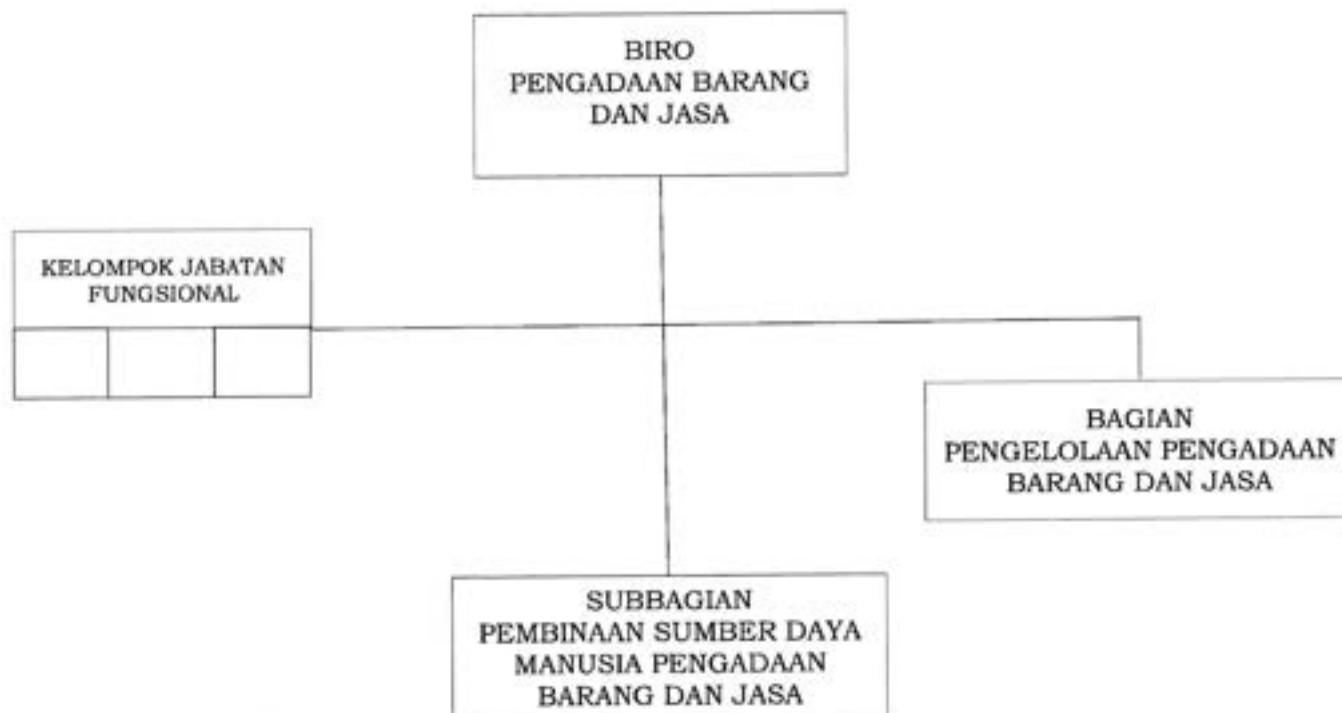 BIRO
PENGADAAN BARANG
DAN JASA
KELOMPOK JABATAN
FUNGSIONAL
BAGIAN
PENGELOLAAN PENGADAAN
BARANG DAN JASA
SUBBAGIAN
PEMBINAAN SUMBER DAYA
MANUSIA PENGADAAN
BARANG DAN JASA